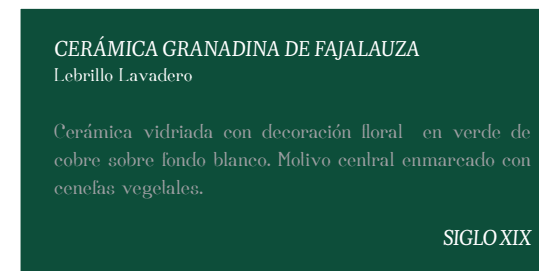 CERÁMICA GRANADINA DE FAJALAUZA
Lebrillo Lavadero
Cerámica vidriada con decoración floral en verde de
cobre sobre fondo blanco. Motivo central enmarcado con
cenefas vegetales.
SIGLO XIX